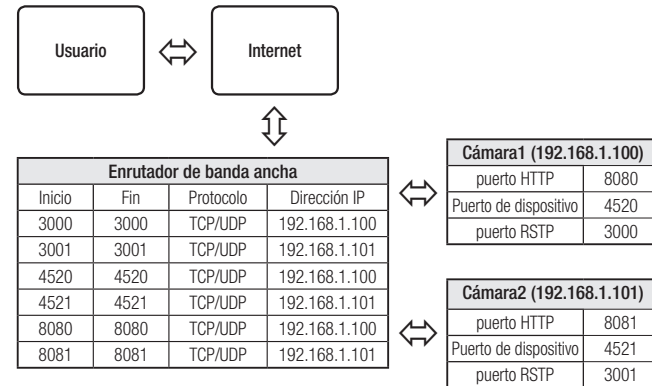 Usuario
Internet
Enrutador de banda ancha
Inicio Fin Protocolo Dirección IP
3000 3000 TCP/UDP 192.168.1.100
3001 3001 TCP/UDP 192.168.1.101
4520 4520 TCP/UDP 192.168.1.100
4521 4521 TCP/UDP 192.168.1.101
8080 8080 TCP/UDP 192.168.1.100
8081 8081 TCP/UDP 192.168.1.101
Cámara1 (192.168.1.100)
puerto HTTP 8080
Puerto de dispositivo 4520
puerto RSTP 3000
Cámara2 (192.168.1.101)
puerto HTTP 8081
Puerto de dispositivo 4521
puerto RSTP 3001